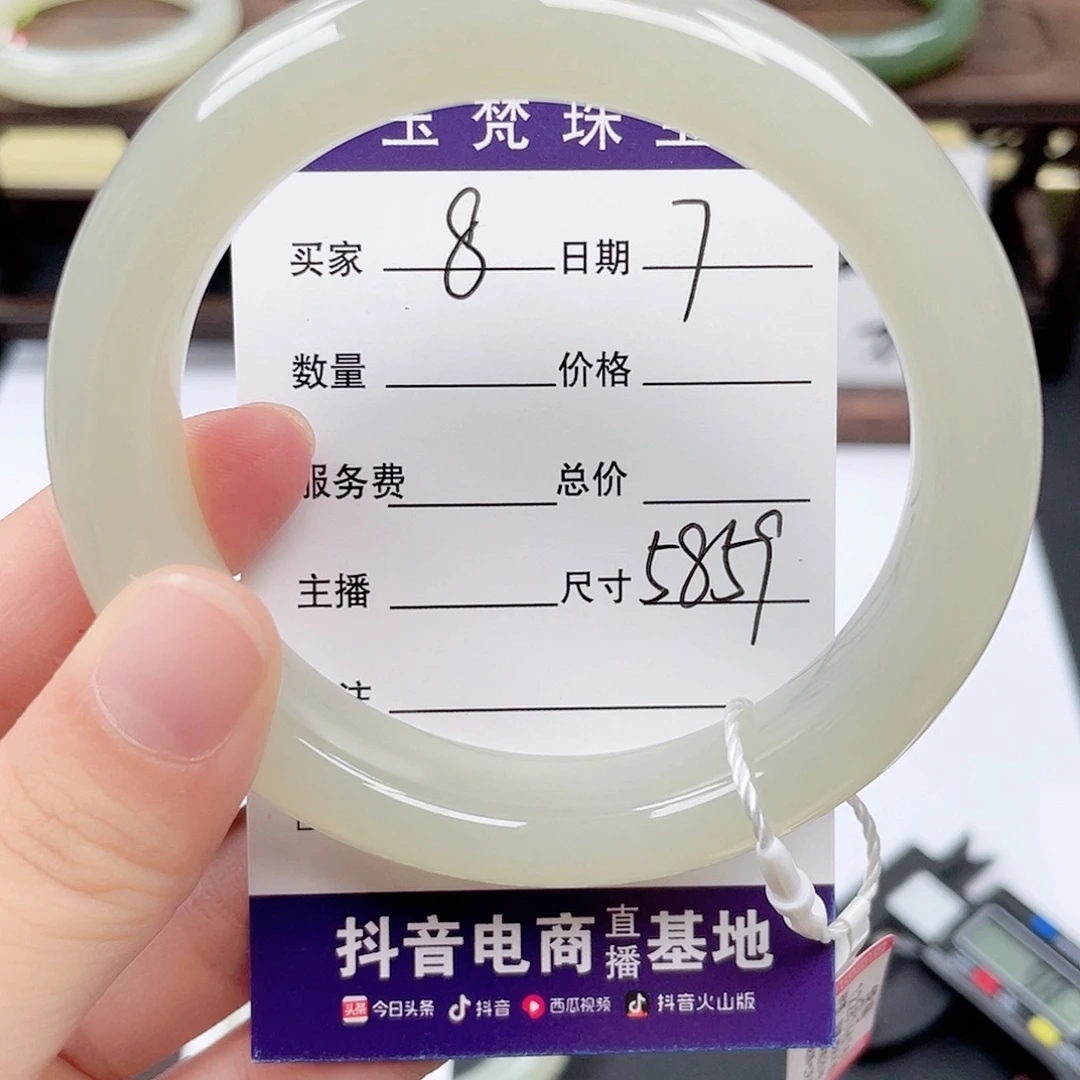 玉梵珠宝
买家 8 日期 7
数量 价格
服务费 总价
主播 尺寸 5859
注
抖音电商直播基地
头条 今日头条 抖音 西瓜视频 抖音火山版